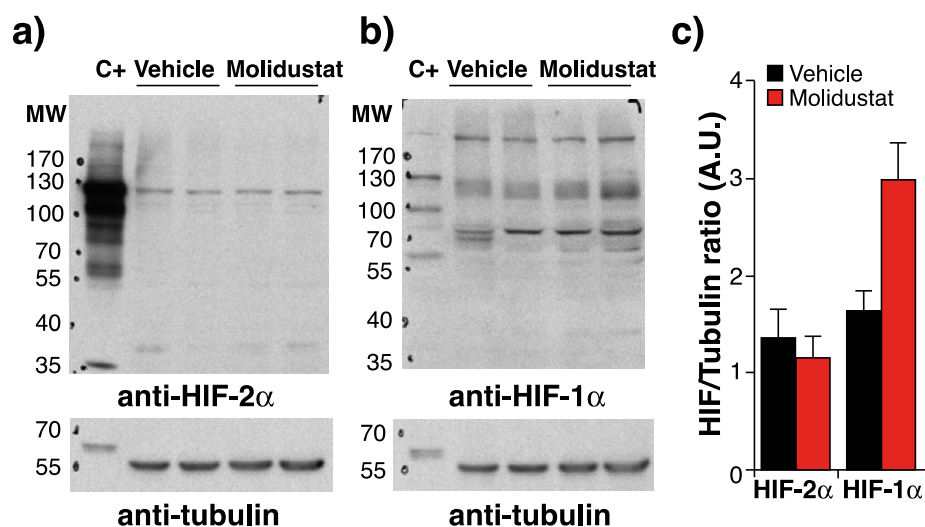 a)
C+ Vehicle Molidustat
MW
170
130
100
70
55
40
35
anti-HIF-2α
70
55
anti-tubulin
b)
C+ Vehicle Molidustat
MW
170
130
100
70
55
40
35
anti-HIF-1α
70
55
anti-tubulin
c)
Vehicle
Molidustat
HIF/Tubulin ratio (A.U.)
4
3
2
1
0
HIF-2α HIF-1α